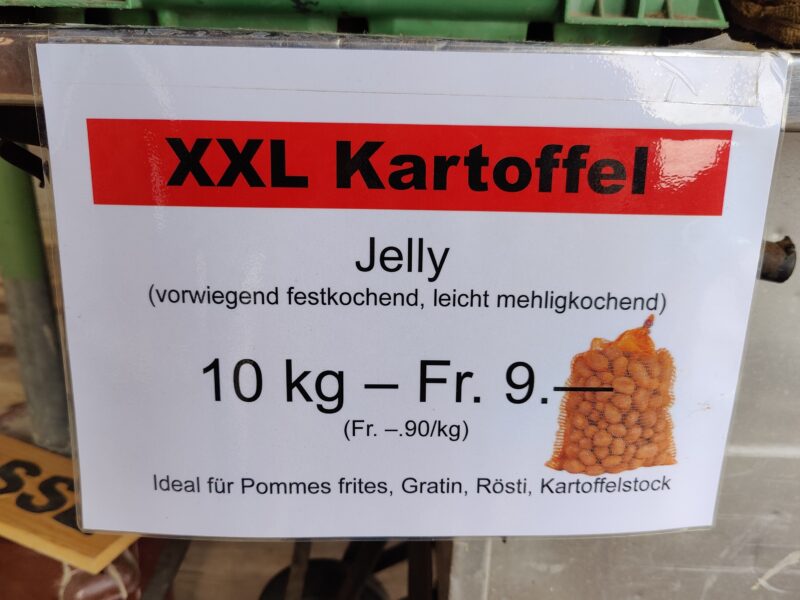 XXL Kartoffel
Jelly
(vorwiegend festkochend, leicht mehligkochend)
10 kg – Fr. 9.—
(Fr. –.90/kg)
Ideal für Pommes frites, Gratin, Rösti, Kartoffelstock